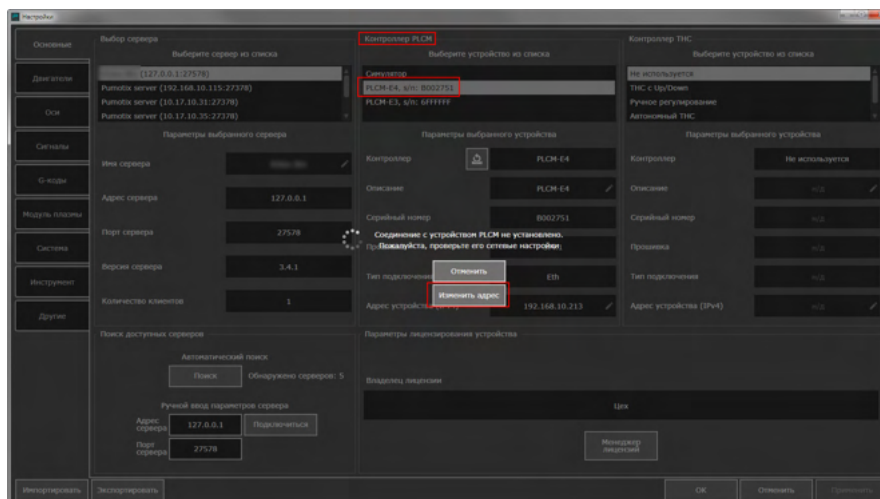 Настройки
Основные
Двигатели
Оси
Сигналы
G-коды
Модуль плазмы
Система
Инструмент
Другие
Импортировать
Экспортировать
Выбор сервера
Выберите сервер из списка
(127.0.0.1:27578)
Pumotix server (192.168.10.115:27378)
Pumotix server (10.17.10.31:27378)
Pumotix server (10.17.10.35:27378)
Параметры выбранного сервера
Имя сервера
Адрес сервера 127.0.0.1
Порт сервера 27578
Версия сервера 3.4.1
Количество клиентов 1
Поиск доступных серверов
Автоматический поиск
Поиск Обнаружено серверов: 5
Ручной ввод параметров сервера
Адрес сервера 127.0.0.1 Подключиться
Порт сервера 27578
Контроллер PLCM
Выберите устройство из списка
Симулятор
PLCM-E4, s/n: B002751
PLCM-E3, s/n: 6FFFFFF
Параметры выбранного устройства
Контроллер PLCM-E4
Описание PLCM-E4
Серийный номер B002751
Соединение с устройством PLCM не установлено.
Пожалуйста, проверьте его сетевые настройки
Отменить
Изменить адрес
Тип подключения Eth
Адрес устройства 192.168.10.213
Контроллер THC
Выберите устройство из списка
Не используется
THC с Up/Down
Ручное регулирование
Автономный THC
Параметры выбранного устройства
Контроллер Не используется
Описание н/д
Серийный номер н/д
Прошивка н/д
Тип подключения н/д
Адрес устройства (IPv4) н/д
Параметры лицензирования устройства
Владелец лицензии
Цех
Менеджер
лицензий
OK Отменить Применить